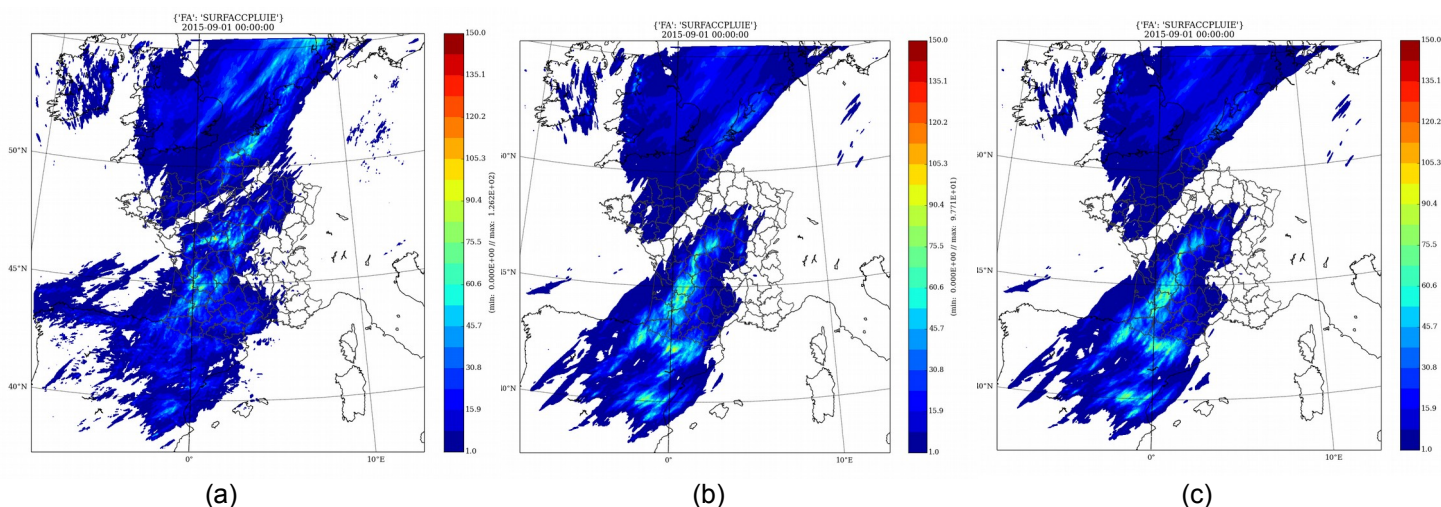 {'FA': 'SURFACCPLUIE'}
2015-09-01 00:00:00
50°N
45°N
40°N
0°
10°E
150.0
135.1
120.2
105.3
90.4
75.5
60.6
45.7
30.8
15.9
1.0
(min: 0.000E+00 // max: 1.262E+02)
(a)
{'FA': 'SURFACCPLUIE'}
2015-09-01 00:00:00
0°
10°E
150.0
135.1
120.2
105.3
90.4
75.5
60.6
45.7
30.8
15.9
1.0
(min: 0.000E+00 // max: 9.771E+01)
(b)
{'FA': 'SURFACCPLUIE'}
2015-09-01 00:00:00
0°
10°E
150.0
135.1
120.2
105.3
90.4
75.5
60.6
45.7
30.8
15.9
1.0
(c)